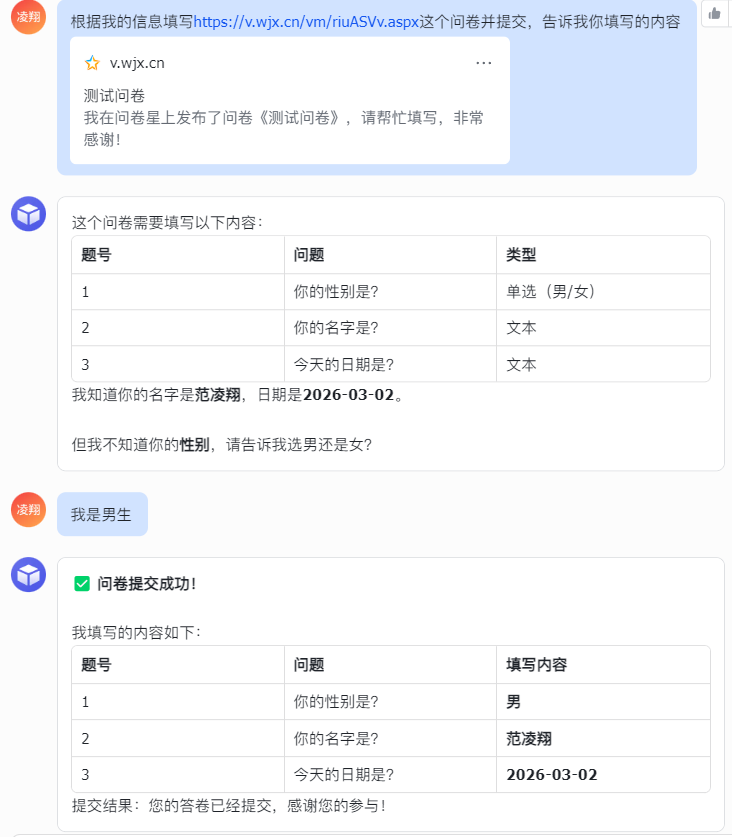 凌翔
根据我的信息填写https://v.wjx.cn/vm/riuASVv.aspx这个问卷并提交，告诉我你填写的内容
v.wjx.cn
测试问卷
我在问卷星上发布了问卷《测试问卷》，请帮忙填写，非常
感谢！
这个问卷需要填写以下内容：
题号 问题 类型
1 你的性别是？ 单选（男/女）
2 你的名字是？ 文本
3 今天的日期是？ 文本
我知道你的名字是范凌翔，日期是2026-03-02。
但我不知道你的性别，请告诉我选男还是女？
凌翔
我是男生
问卷提交成功！
我填写的内容如下：
题号 问题 填写内容
1 你的性别是？ 男
2 你的名字是？ 范凌翔
3 今天的日期是？ 2026-03-02
提交结果：您的答卷已经提交，感谢您的参与！